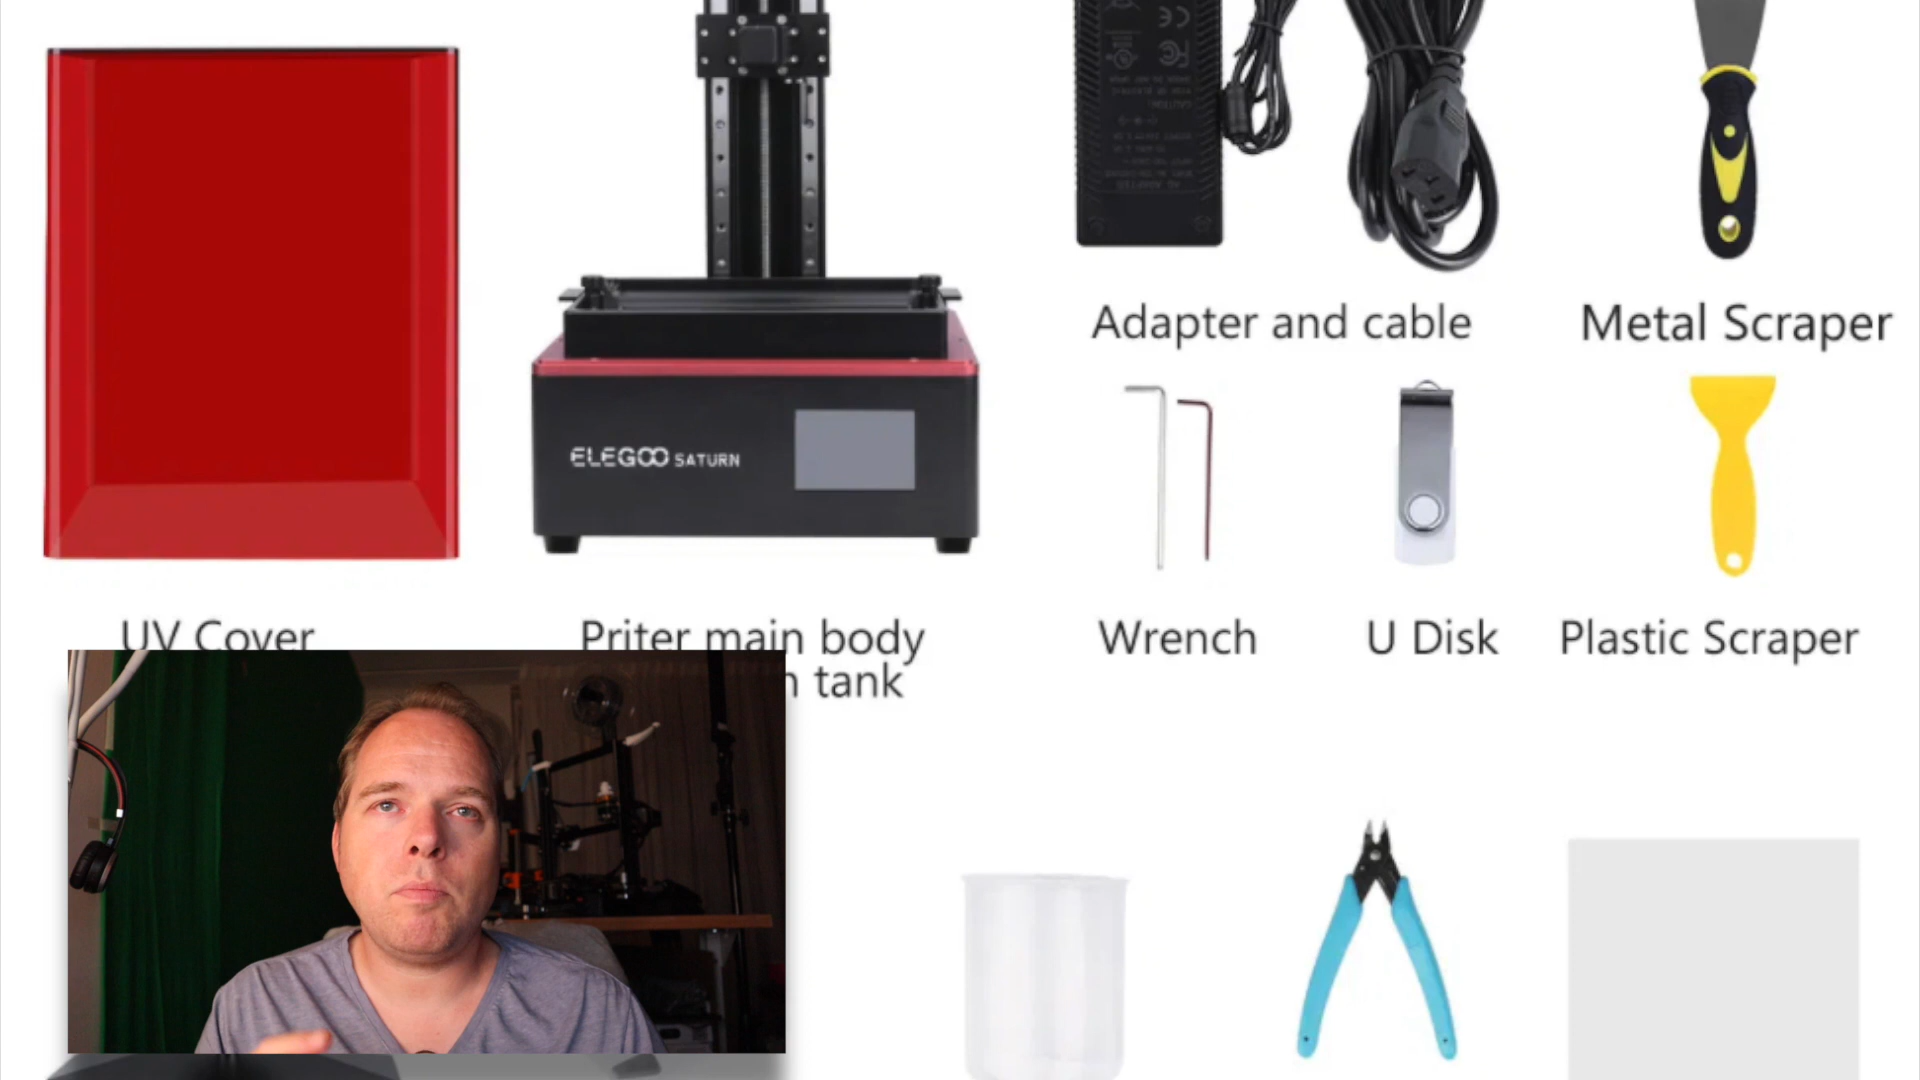 Adapter and cable
Metal Scraper
ELEGOO SATURN
UV Cover
Priter main body
Wrench
U Disk
Plastic Scraper
tank